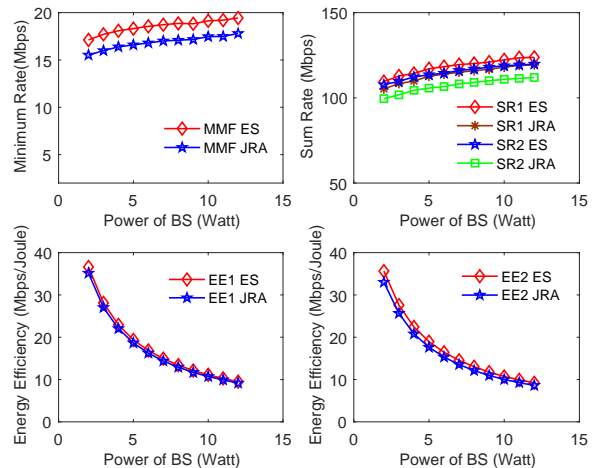 20
15
10
5
0
5
10
15
Minimum Rate(Mbps)
Power of BS (Watt)
MMF ES
MMF JRA
150
100
50
0
5
10
15
Sum Rate (Mbps)
Power of BS (Watt)
SR1 ES
SR1 JRA
SR2 ES
SR2 JRA
40
30
20
10
0
0
5
10
15
Energy Efficiency (Mbps/Joule)
Power of BS (Watt)
EE1 ES
EE1 JRA
40
30
20
10
0
0
5
10
15
Energy Efficiency (Mbps/Joule)
Power of BS (Watt)
EE2 ES
EE2 JRA